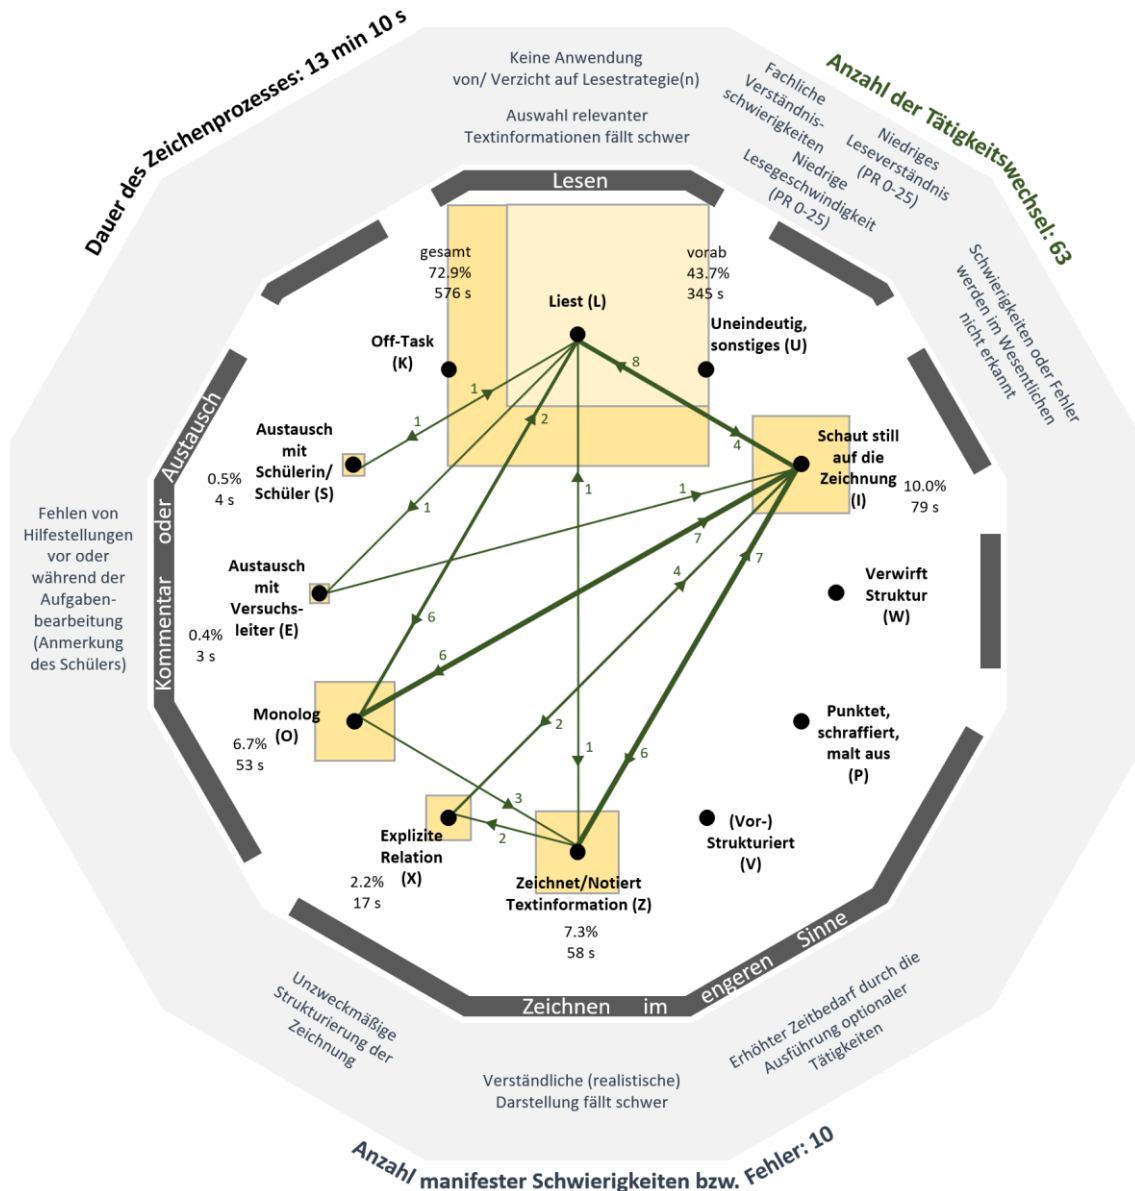 Dauer des Zeichenprozesses: 13 min 10 s
Anzahl der Tätigkeitswechsel: 63
Keine Anwendung
von/ Verzicht auf Lesestrategie(n)
Auswahl relevanter
Textinformationen fällt schwer
Fachliche
Verständnis-
schwierigkeiten
Niedriges
Leseverständnis
(PR 0-25)
Niedrige
Lesegeschwindigkeit
(PR 0-25)
Schwierigkeiten oder Fehler
werden im Wesentlichen
nicht erkannt
Lesen
gesamt
72.9%
576 s
vorab
43.7%
345 s
Liest (L)
Off-Task
(K)
Uneindeutig,
sonstiges (U)
8
4
1
1
2
1
1
1
Austausch
mit
Schülerin/
Schüler (S)
0.5%
4 s
Schaut still
auf die
Zeichnung
(I)
10.0%
79 s
Kommentar oder Austausch
Fehlen von
Hilfestellungen
vor oder
während der
Aufgaben-
bearbeitung
(Anmerkung
des Schülers)
Austausch
mit
Versuchs-
leiter (E)
0.4%
3 s
7
7
4
6
6
Verwirft
Struktur
(W)
Monolog
(O)
6.7%
53 s
Punktet,
schraffiert,
malt aus
(P)
2
1
6
3
2
Explizite
Relation
(X)
2.2%
17 s
Zeichnet/Notiert
Textinformation (Z)
7.3%
58 s
(Vor-)
Strukturiert
(V)
Zeichnen im engeren Sinne
Unzweckmäßige
Strukturierung der
Zeichnung
Verständliche (realistische)
Darstellung fällt schwer
Erhöhter Zeitbedarf durch die
Ausführung optionaler
Tätigkeiten
Anzahl manifester Schwierigkeiten bzw. Fehler: 10